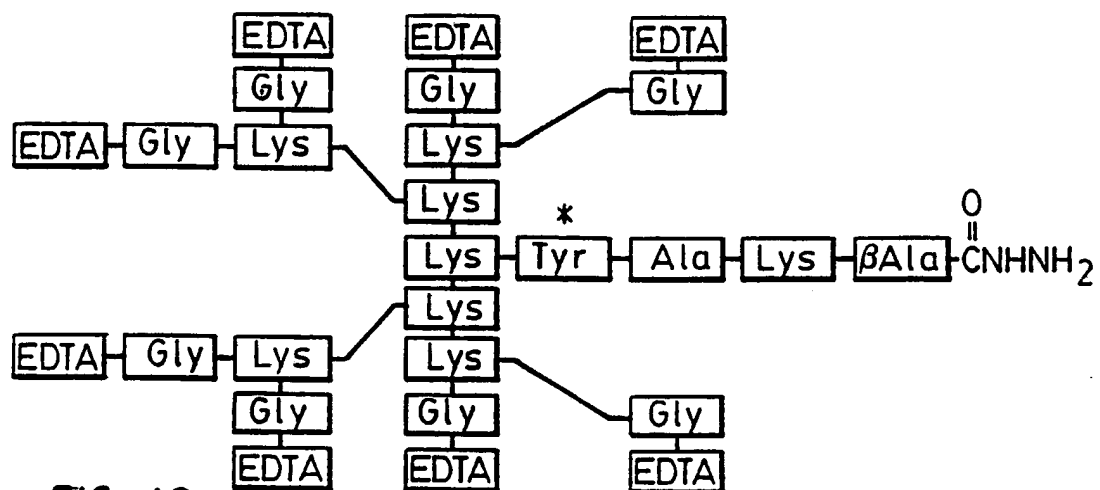 EDTA EDTA EDTA
Gly Gly Gly
EDTA Gly Lys Lys
Lys
*
O
Lys Tyr Ala Lys βAla CNHNH2
Lys
EDTA Gly Lys Lys
Gly Gly Gly
EDTA EDTA EDTA